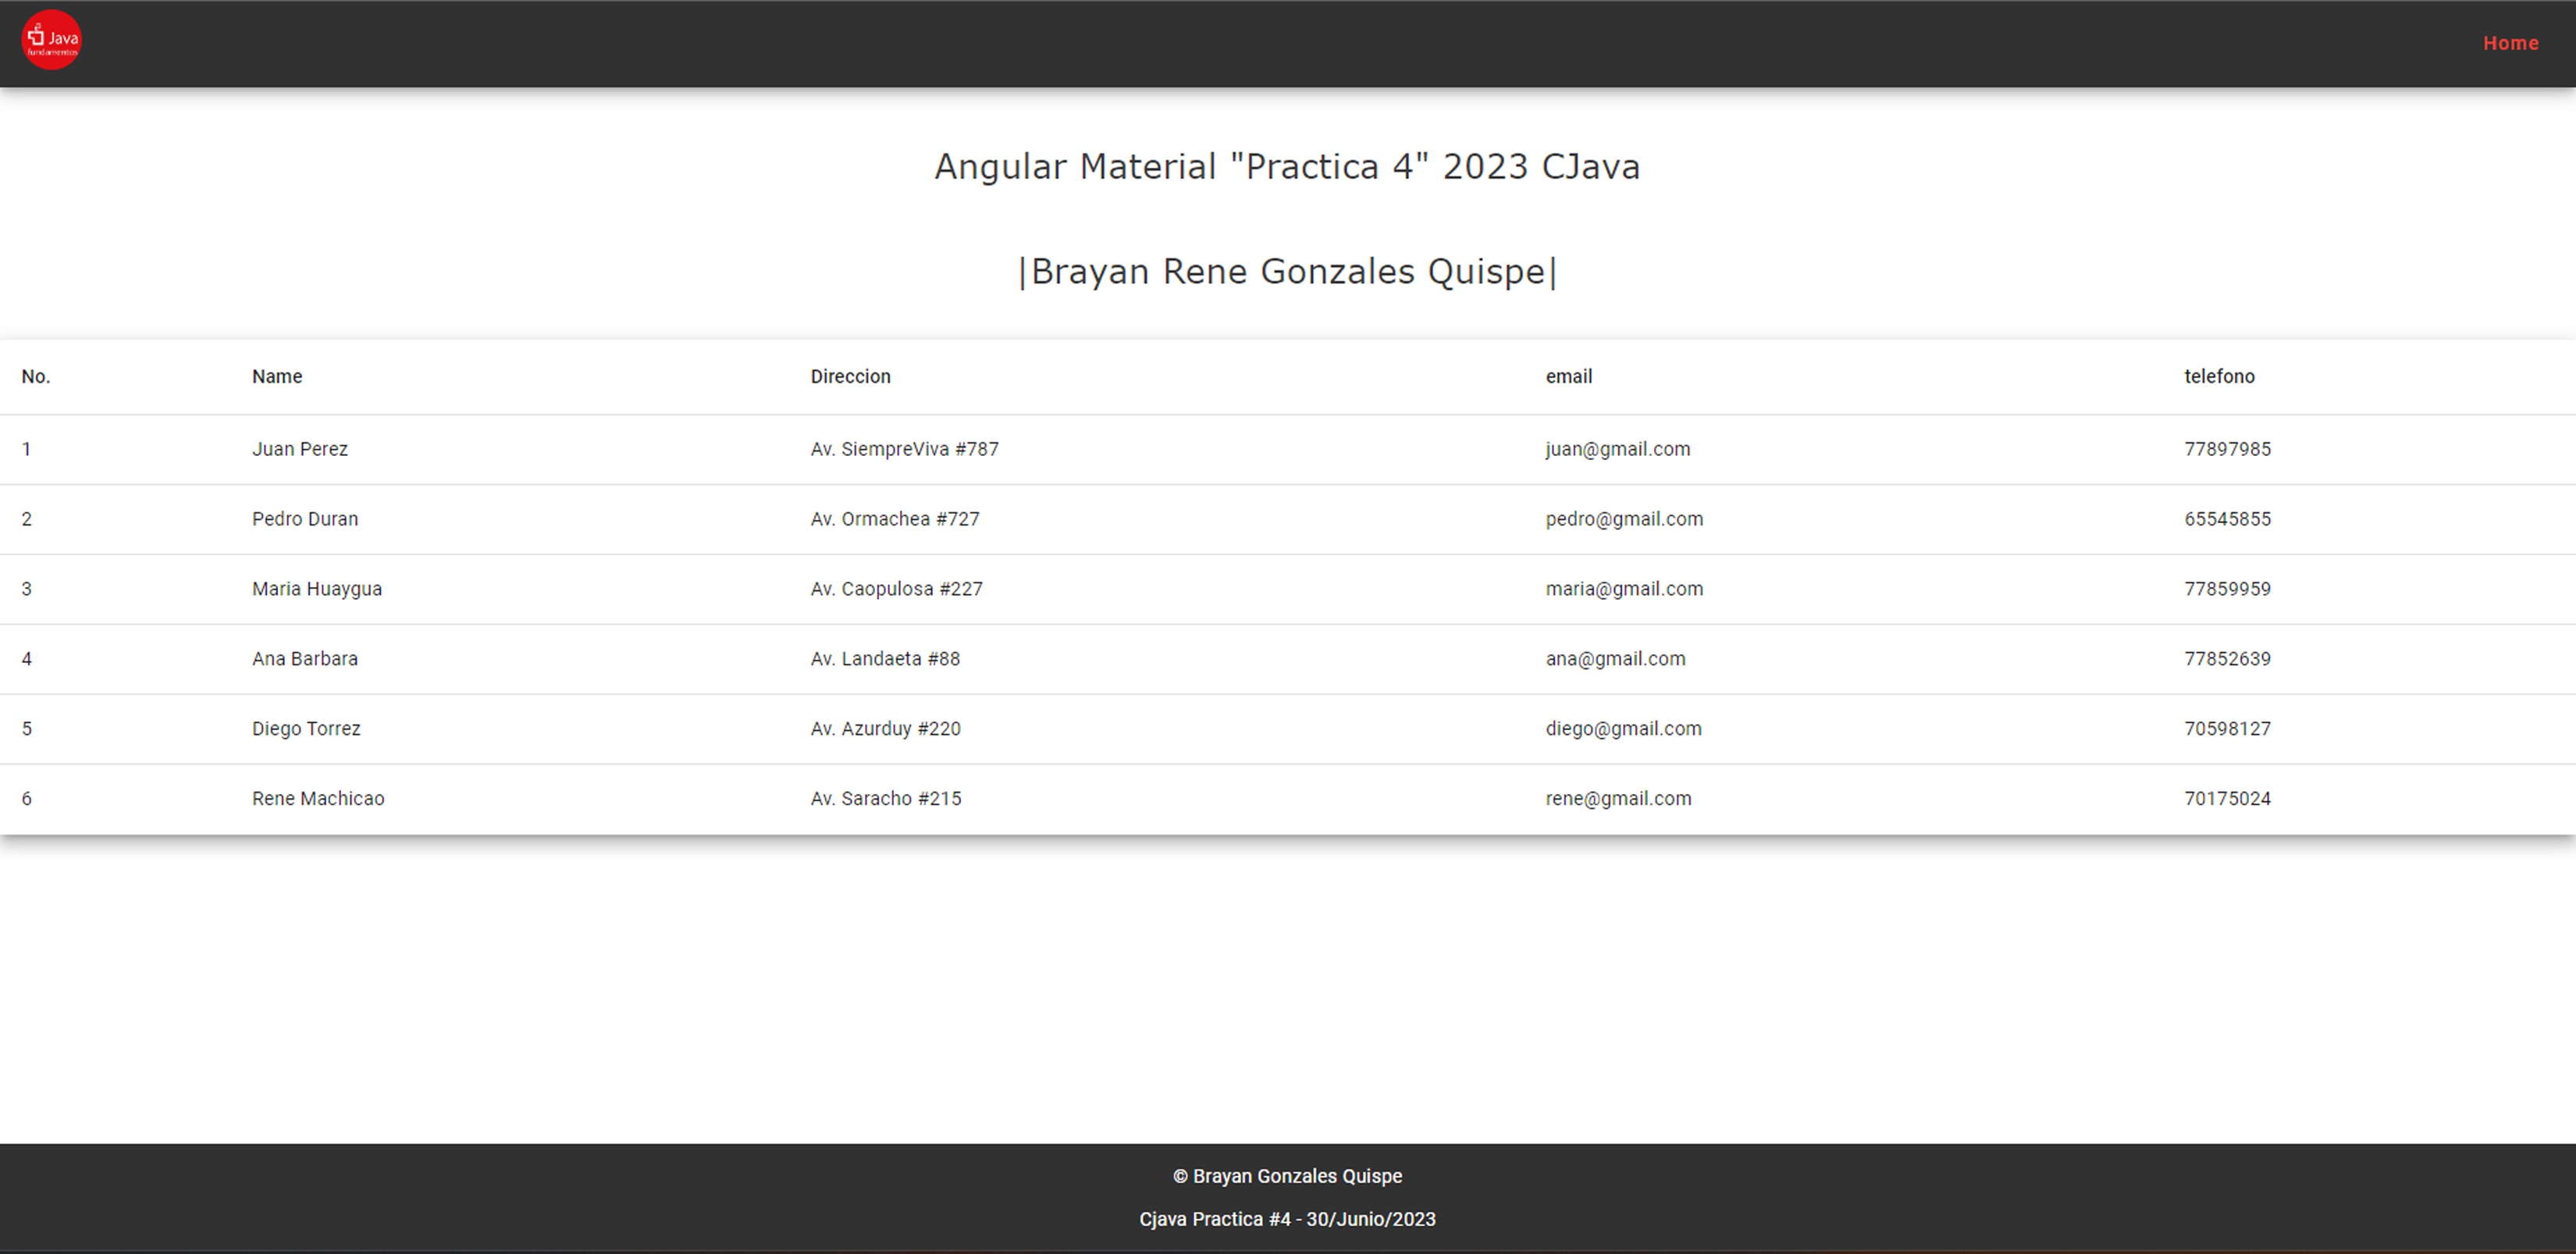 Java
fundamentos
Home
Angular Material "Practica 4" 2023 CJava
|Brayan Rene Gonzales Quispe|
No. Name Direccion email telefono
1 Juan Perez Av. SiempreViva #787 juan@gmail.com 77897985
2 Pedro Duran Av. Ormachea #727 pedro@gmail.com 65545855
3 Maria Huaygua Av. Caopulosa #227 maria@gmail.com 77859959
4 Ana Barbara Av. Landaeta #88 ana@gmail.com 77852639
5 Diego Torrez Av. Azurduy #220 diego@gmail.com 70598127
6 Rene Machicao Av. Saracho #215 rene@gmail.com 70175024
© Brayan Gonzales Quispe
Cjava Practica #4 - 30/Junio/2023